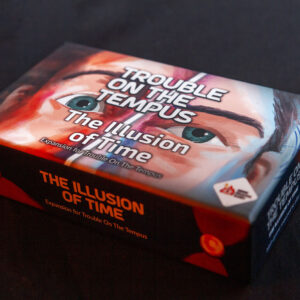 TROUBLE
ON THE
TEMPUS
The Illusion
of Time
Expansion for Trouble On The Tempus
THE ILLUSION
OF TIME
Expansion for Trouble On The Tempus